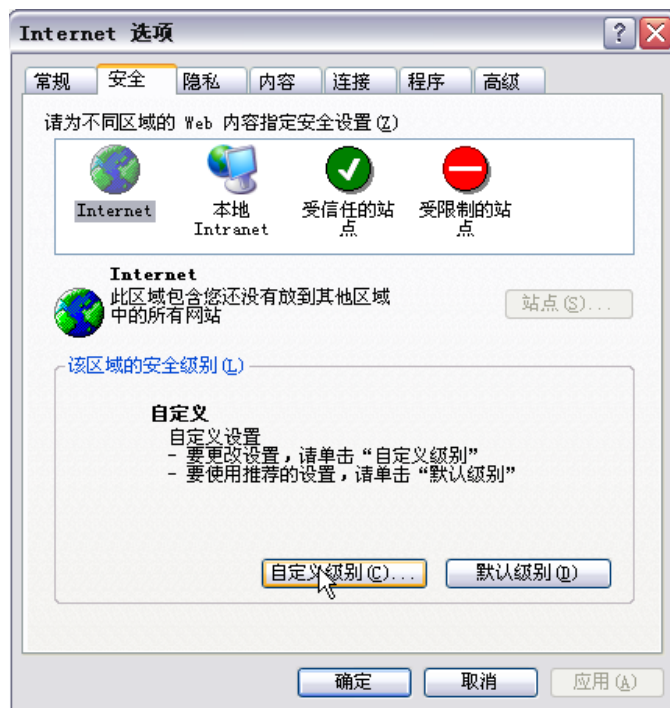 Internet 选项
常规 安全 隐私 内容 连接 程序 高级
请为不同区域的 Web 内容指定安全设置(Z)
Internet
本地
Intranet
受信任的站
点
受限制的站
点
Internet
此区域包含您还没有放到其他区域
中的所有网站
站点(S)...
该区域的安全级别(L)
自定义
自定义设置
- 要更改设置，请单击“自定义级别”
- 要使用推荐的设置，请单击“默认级别”
自定义级别(C)... 默认级别(D)
确定 取消 应用(A)